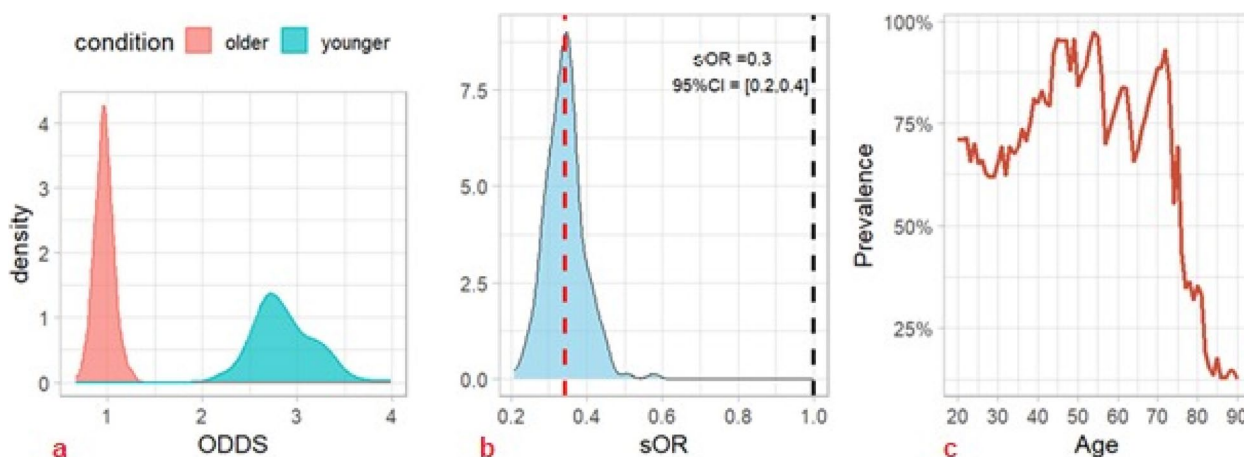 condition older younger
density
4
3
2
1
0
1 2 3 4
a ODDS
sOR =0.3
95%CI = [0.2,0.4]
7.5
5.0
2.5
0.0
0.2 0.4 0.6 0.8 1.0
b sOR
Prevalence
100%
75%
50%
25%
20 30 40 50 60 70 80 90
c Age